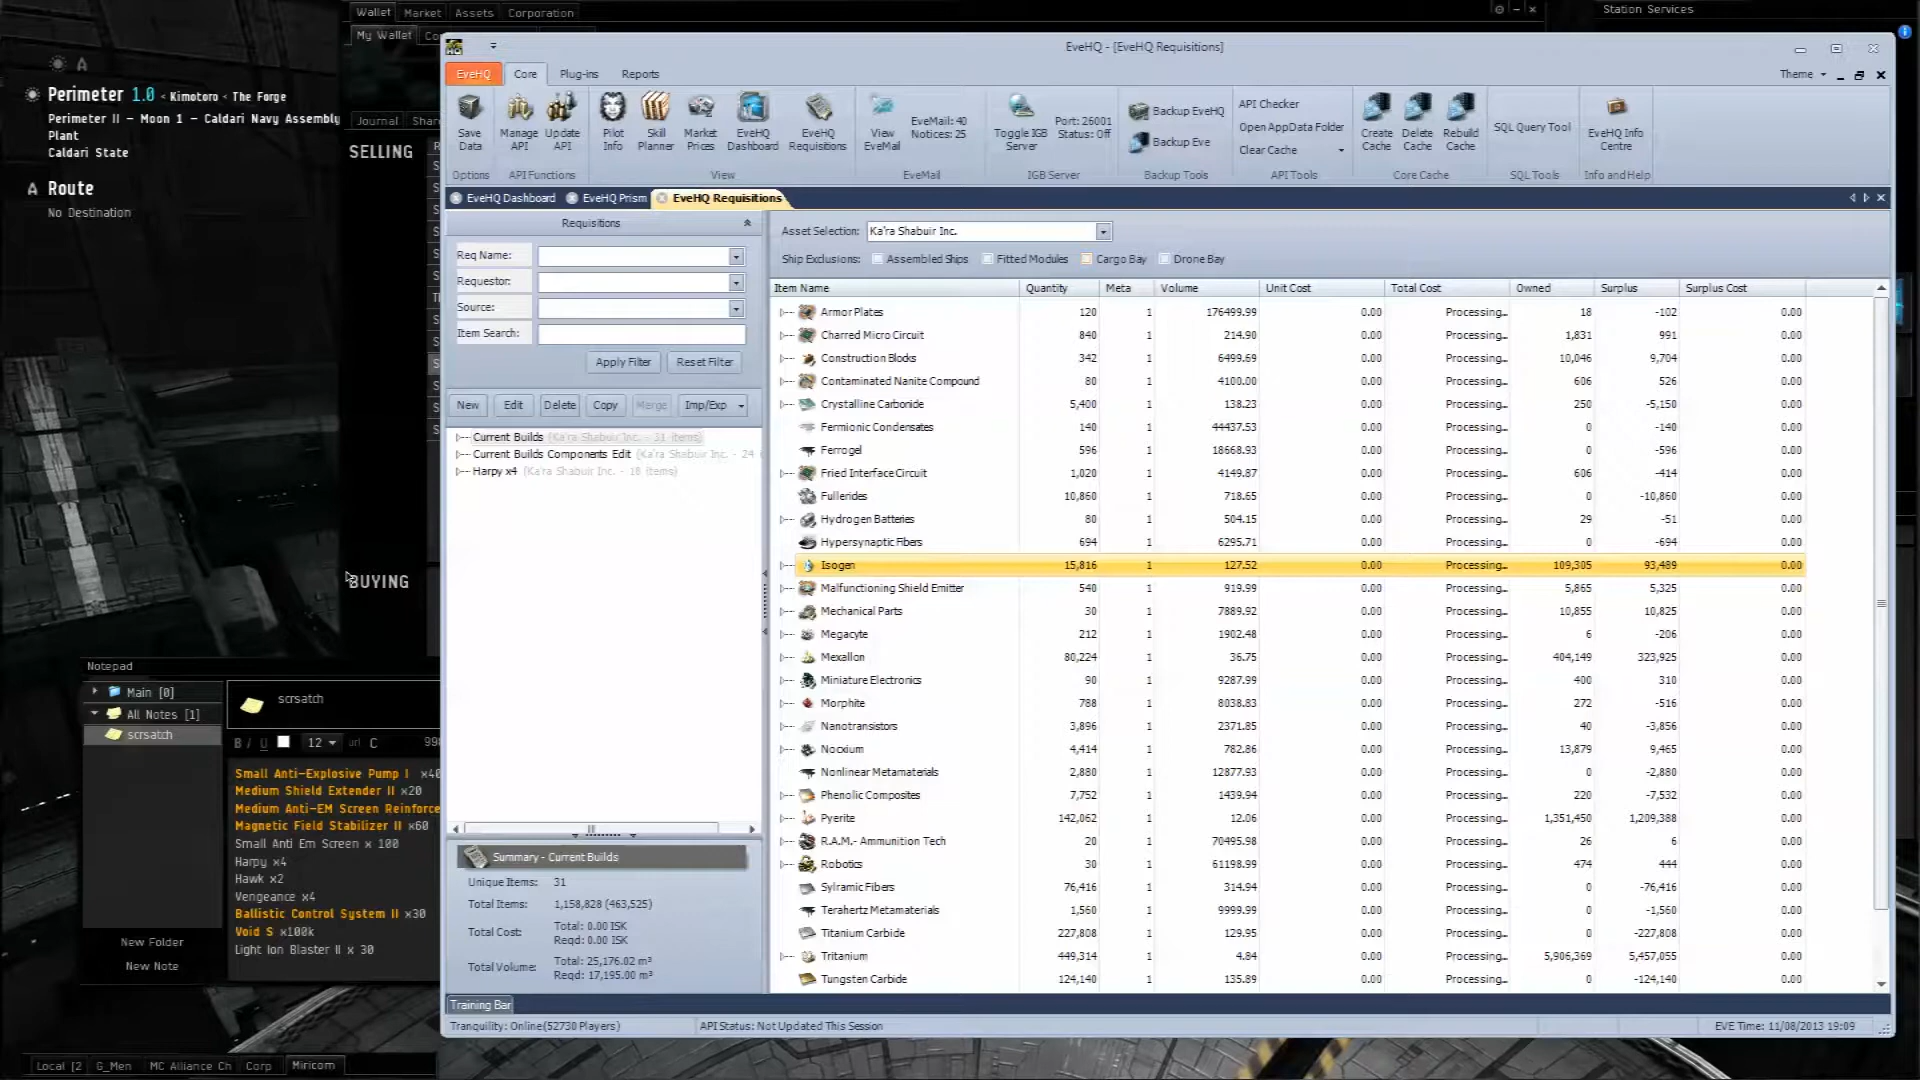 Wallet Market Assets Corporation
Station Services
My Wallet
EveHQ - [EveHQ Requisitions]
EveHQ Core Plug-ins Reports
Theme
Perimeter 1.0 < Kimotoro < The Forge
Perimeter II - Moon 1 - Caldari Navy Assembly
Plant
Caldari State
A Route
No Destination
Journal
SELLING
BUYING
Save Data
Manage API
Update API
Pilot Info
Skill Planner
Market Prices
EveHQ Dashboard
EveHQ Requisitions
View EveMail
EveMail: 40
Notices: 25
Toggle IGB Server
Port: 26001
Status: Off
Backup EveHQ
Backup Eve
API Checker
Open AppData Folder
Clear Cache
Create Cache
Delete Cache
Rebuild Cache
SQL Query Tool
EveHQ Info Centre
Options API Functions View EveMail IGB Server Backup Tools API Tools Core Cache SQL Tools Info and Help
EveHQ Dashboard EveHQ Prism EveHQ Requisitions
Requisitions
Req Name:
Requestor:
Source:
Item Search:
Apply Filter Reset Filter
New Edit Delete Copy Merge Imp/Exp
Current Builds (Ka'ra Shabuir Inc. - 31 items)
Current Builds Components Edit (Ka'ra Shabuir Inc. - 24
Harpy x4 (Ka'ra Shabuir Inc. - 18 items)
Summary - Current Builds
Unique Items: 31
Total Items: 1,158,828 (463,525)
Total Cost: Total: 0.00 ISK
Reqd: 0.00 ISK
Total Volume: Total: 25,176.02 m³
Reqd: 17,195.00 m³
Asset Selection: Ka'ra Shabuir Inc.
Ship Exclusions: Assembled Ships Fitted Modules Cargo Bay Drone Bay
Item Name Quantity Meta Volume Unit Cost Total Cost Owned Surplus Surplus Cost
Armor Plates 120 1 176499.99 0.00 Processing... 18 -102 0.00
Charred Micro Circuit 840 1 214.90 0.00 Processing... 1,831 991 0.00
Construction Blocks 342 1 6499.69 0.00 Processing... 10,046 9,704 0.00
Contaminated Nanite Compound 80 1 4100.00 0.00 Processing... 606 526 0.00
Crystalline Carbonide 5,400 1 138.23 0.00 Processing... 250 -5,150 0.00
Fermionic Condensates 140 1 44437.53 0.00 Processing... 0 -140 0.00
Ferrogel 596 1 18668.93 0.00 Processing... 0 -596 0.00
Fried Interface Circuit 1,020 1 4149.87 0.00 Processing... 606 -414 0.00
Fullerides 10,860 1 718.65 0.00 Processing... 0 -10,860 0.00
Hydrogen Batteries 80 1 504.15 0.00 Processing... 29 -51 0.00
Hypersynaptic Fibers 694 1 6295.71 0.00 Processing... 0 -694 0.00
Isogen 15,816 1 127.52 0.00 Processing... 109,305 93,489 0.00
Malfunctioning Shield Emitter 540 1 919.99 0.00 Processing... 5,865 5,325 0.00
Mechanical Parts 30 1 7889.92 0.00 Processing... 10,855 10,825 0.00
Megacyte 212 1 1902.48 0.00 Processing... 6 -206 0.00
Mexallon 80,224 1 36.75 0.00 Processing... 404,149 323,925 0.00
Miniature Electronics 90 1 9287.99 0.00 Processing... 400 310 0.00
Morphite 788 1 8038.83 0.00 Processing... 272 -516 0.00
Nanotransistors 3,896 1 2371.85 0.00 Processing... 40 -3,856 0.00
Nocxium 4,414 1 782.86 0.00 Processing... 13,879 9,465 0.00
Nonlinear Metamaterials 2,880 1 12877.93 0.00 Processing... 0 -2,880 0.00
Phenolic Composites 7,752 1 1439.94 0.00 Processing... 220 -7,532 0.00
Pyerite 142,062 1 12.06 0.00 Processing... 1,351,450 1,209,388 0.00
R.A.M.- Ammunition Tech 20 1 70495.98 0.00 Processing... 26 6 0.00
Robotics 30 1 61198.99 0.00 Processing... 474 444 0.00
Sylramic Fibers 76,416 1 314.94 0.00 Processing... 0 -76,416 0.00
Terahertz Metamaterials 1,560 1 9999.99 0.00 Processing... 0 -1,560 0.00
Titanium Carbide 227,808 1 129.95 0.00 Processing... 0 -227,808 0.00
Tritanium 449,314 1 4.84 0.00 Processing... 5,906,369 5,457,055 0.00
Tungsten Carbide 124,140 1 135.89 0.00 Processing... 0 -124,140 0.00
Training Bar
Tranquility: Online (52730 Players) API Status: Not Updated This Session EVE Time: 11/08/2013 19:09
Notepad
Main [0]
All Notes [1]
scrsatch
New Folder
New Note
scrsatch
B I U 12 url C
Small Anti-Explosive Pump I x40
Medium Shield Extender II x20
Medium Anti-EM Screen Reinforce
Magnetic Field Stabilizer II x60
Small Anti Em Screen x 100
Harpy x4
Hawk x2
Vengeance x4
Ballistic Control System II x30
Void S x100k
Light Ion Blaster II x 30
Local [2 G_Men MC Alliance Ch Corp Miricom